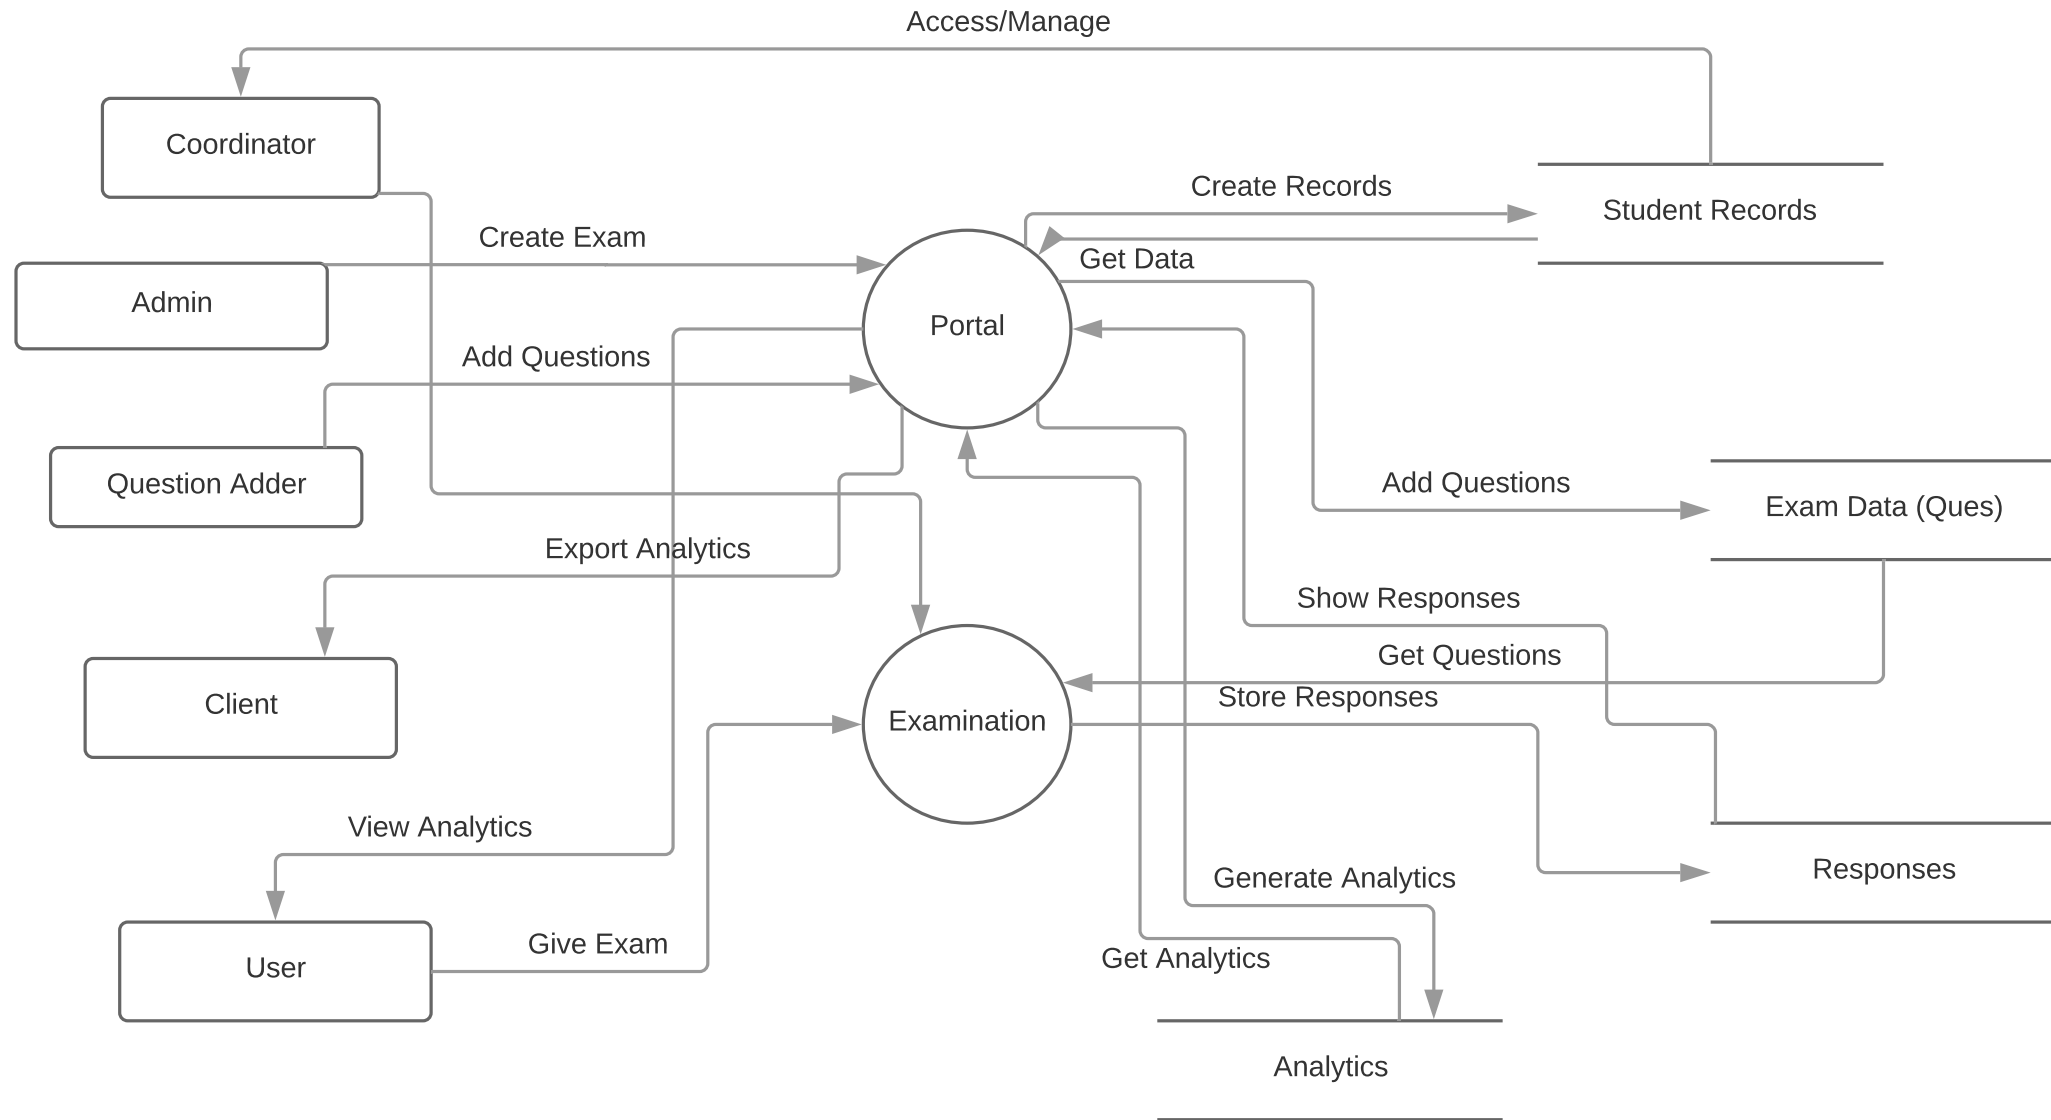 Access/Manage
Coordinator
Create Records
Student Records
Create Exam
Get Data
Admin
Portal
Add Questions
Question Adder
Add Questions
Exam Data (Ques)
Export Analytics
Show Responses
Get Questions
Store Responses
Client
Examination
View Analytics
Generate Analytics
Responses
Give Exam
Get Analytics
User
Analytics